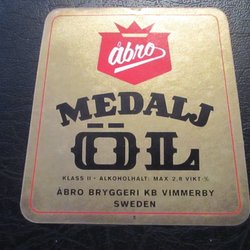 åbro
MEDALJ
ÖL
KLASS II - ALKOHOLHALT: MAX 2,8 VIKT-%
ÅBRO BRYGGERI KB VIMMERBY
SWEDEN